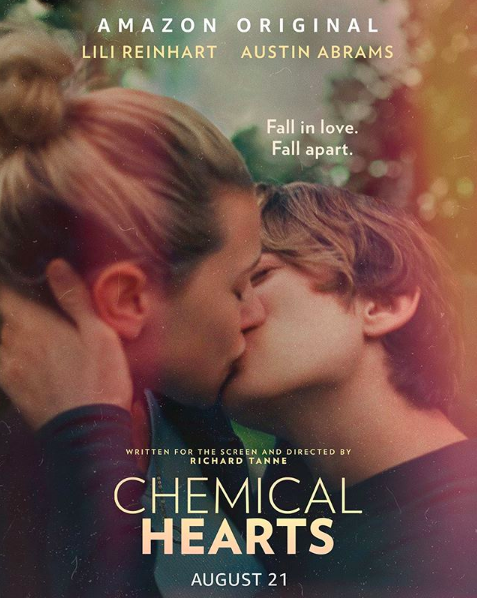 AMAZON ORIGINAL
LILI REINHART AUSTIN ABRAMS
Fall in love.
Fall apart.
WRITTEN FOR THE SCREEN AND DIRECTED BY
RICHARD TANNE
CHEMICAL
HEARTS
AUGUST 21